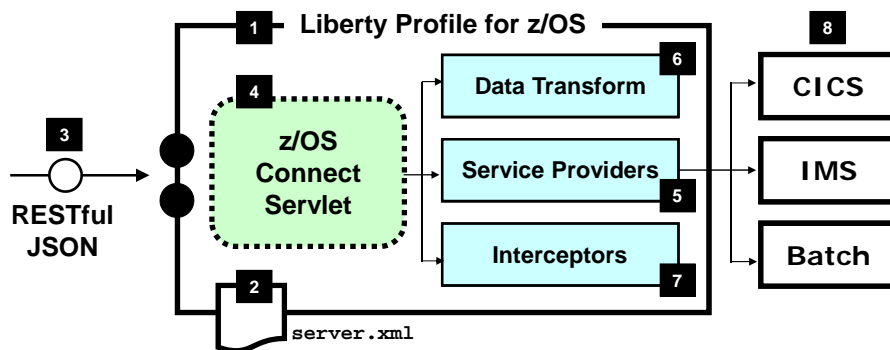 1
Liberty Profile for z/OS
8
6
Data Transform
CICS
4
z/OS
Connect
Servlet
3
Service Providers
5
IMS
RESTful
JSON
Interceptors
7
Batch
2
server.xml